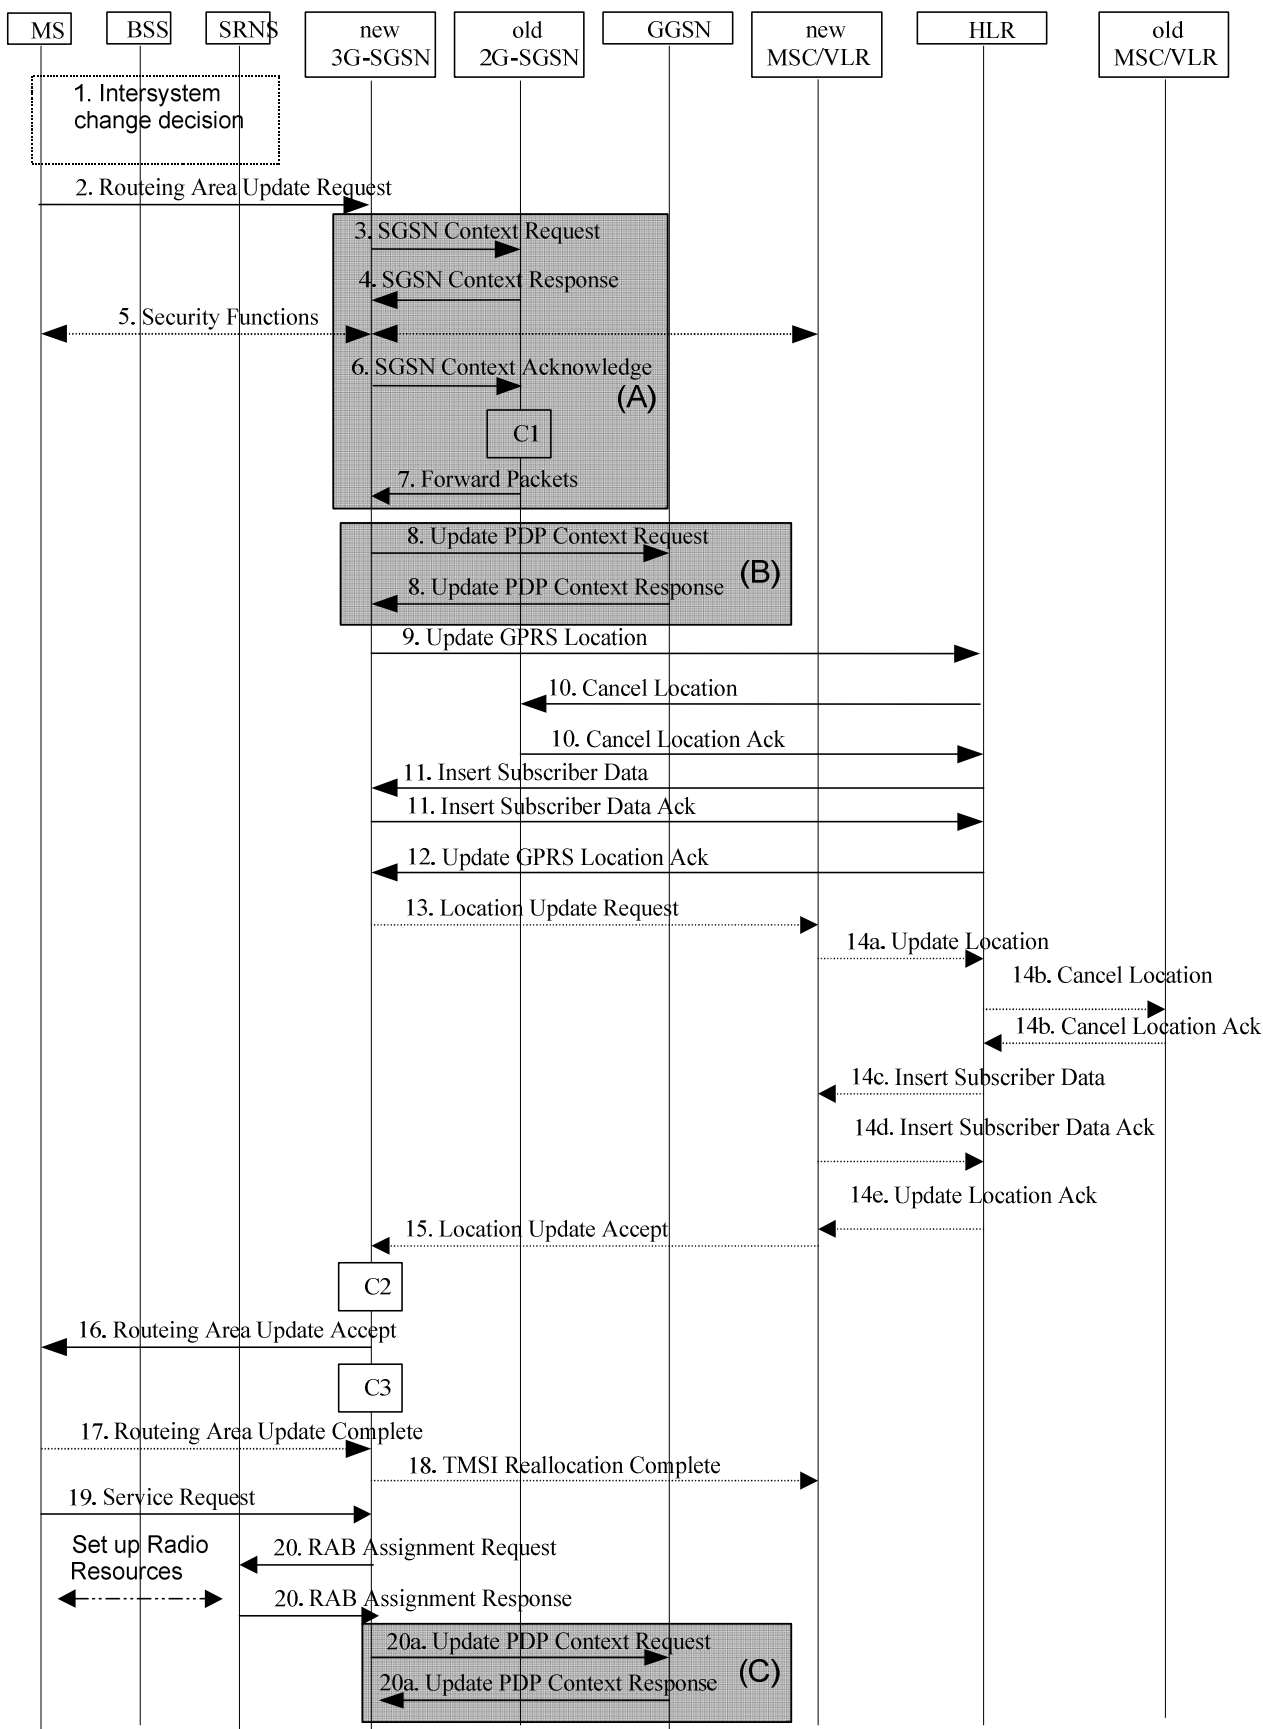 MS
BSS
SRNS
new
3G-SGSN
old
2G-SGSN
GGSN
new
MSC/VLR
HLR
old
MSC/VLR
1. Intersystem
change decision
2. Routeing Area Update Request
3. SGSN Context Request
4. SGSN Context Response
5. Security Functions
6. SGSN Context Acknowledge
(A)
C1
7. Forward Packets
8. Update PDP Context Request
(B)
8. Update PDP Context Response
9. Update GPRS Location
10. Cancel Location
10. Cancel Location Ack
11. Insert Subscriber Data
11. Insert Subscriber Data Ack
12. Update GPRS Location Ack
13. Location Update Request
14a. Update Location
14b. Cancel Location
14b. Cancel Location Ack
14c. Insert Subscriber Data
14d. Insert Subscriber Data Ack
14e. Update Location Ack
15. Location Update Accept
C2
16. Routeing Area Update Accept
C3
17. Routeing Area Update Complete
18. TMSI Reallocation Complete
19. Service Request
Set up Radio
Resources
20. RAB Assignment Request
20. RAB Assignment Response
20a. Update PDP Context Request
(C)
20a. Update PDP Context Response